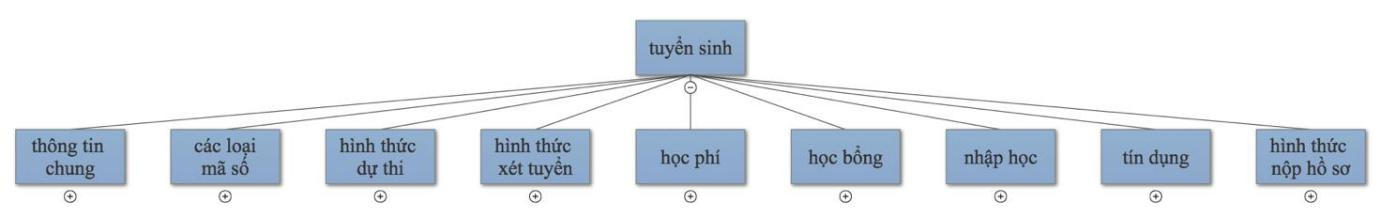 tuyển sinh
thông tin
chung
các loại
mã số
hình thức
dự thi
hình thức
xét tuyển
học phí
học bổng
nhập học
tín dụng
hình thức
nộp hồ sơ